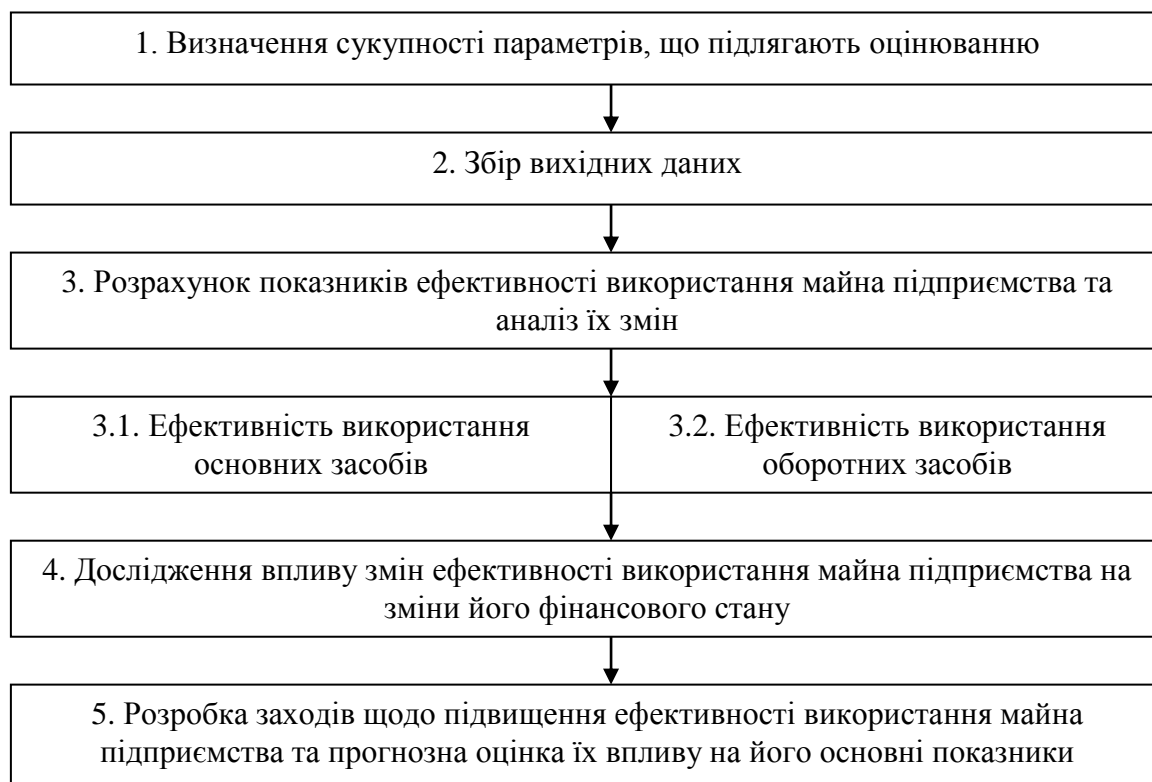 1. Визначення сукупності параметрів, що підлягають оцінюванню
2. Збір вихідних даних
3. Розрахунок показників ефективності використання майна підприємства та
аналіз їх змін
3.1. Ефективність використання
основних засобів
3.2. Ефективність використання
оборотних засобів
4. Дослідження впливу змін ефективності використання майна підприємства на
зміни його фінансового стану
5. Розробка заходів щодо підвищення ефективності використання майна
підприємства та прогнозна оцінка їх впливу на його основні показники